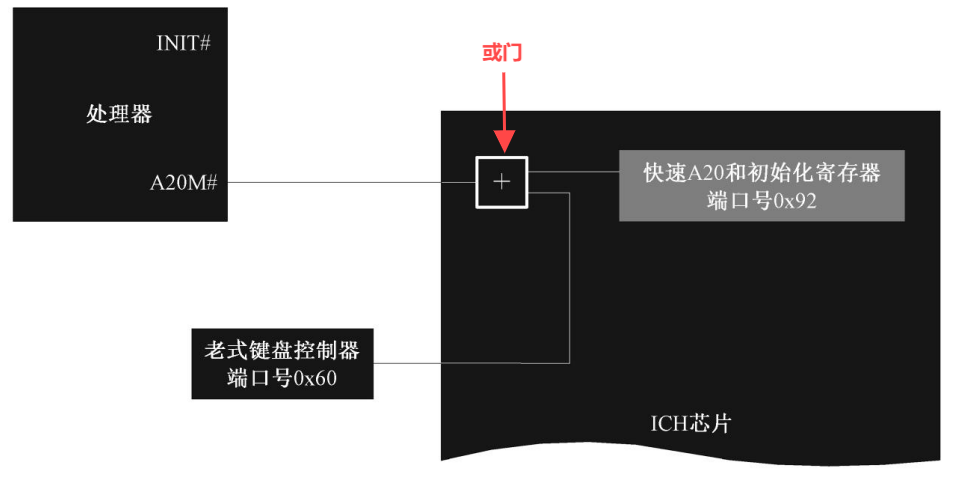 INIT#
处理器
A20M#
或门
+
快速A20和初始化寄存器
端口号0x92
老式键盘控制器
端口号0x60
ICH芯片